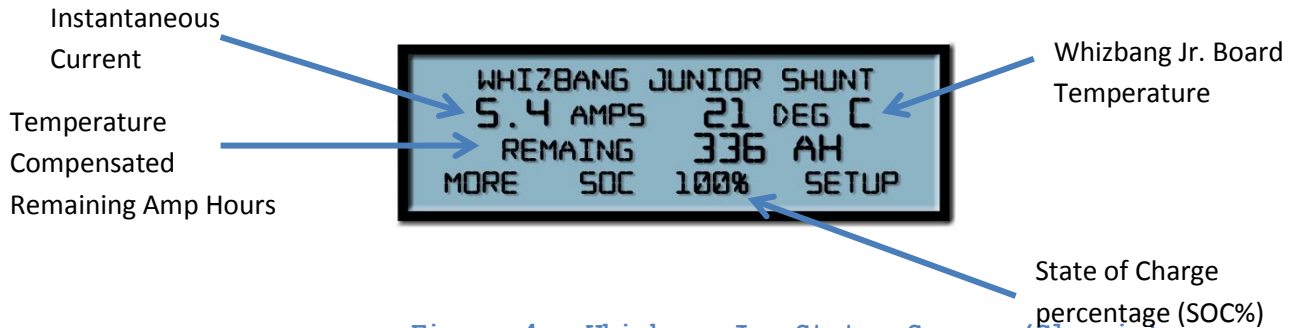 Instantaneous
Current
Temperature
Compensated
Remaining Amp Hours
WHIZBANG JUNIOR SHUNT
5.4 AMPS 21 DEG C
REMAING 336 AH
MORE SOC 100% SETUP
Whizbang Jr. Board
Temperature
State of Charge
percentage (SOC%)